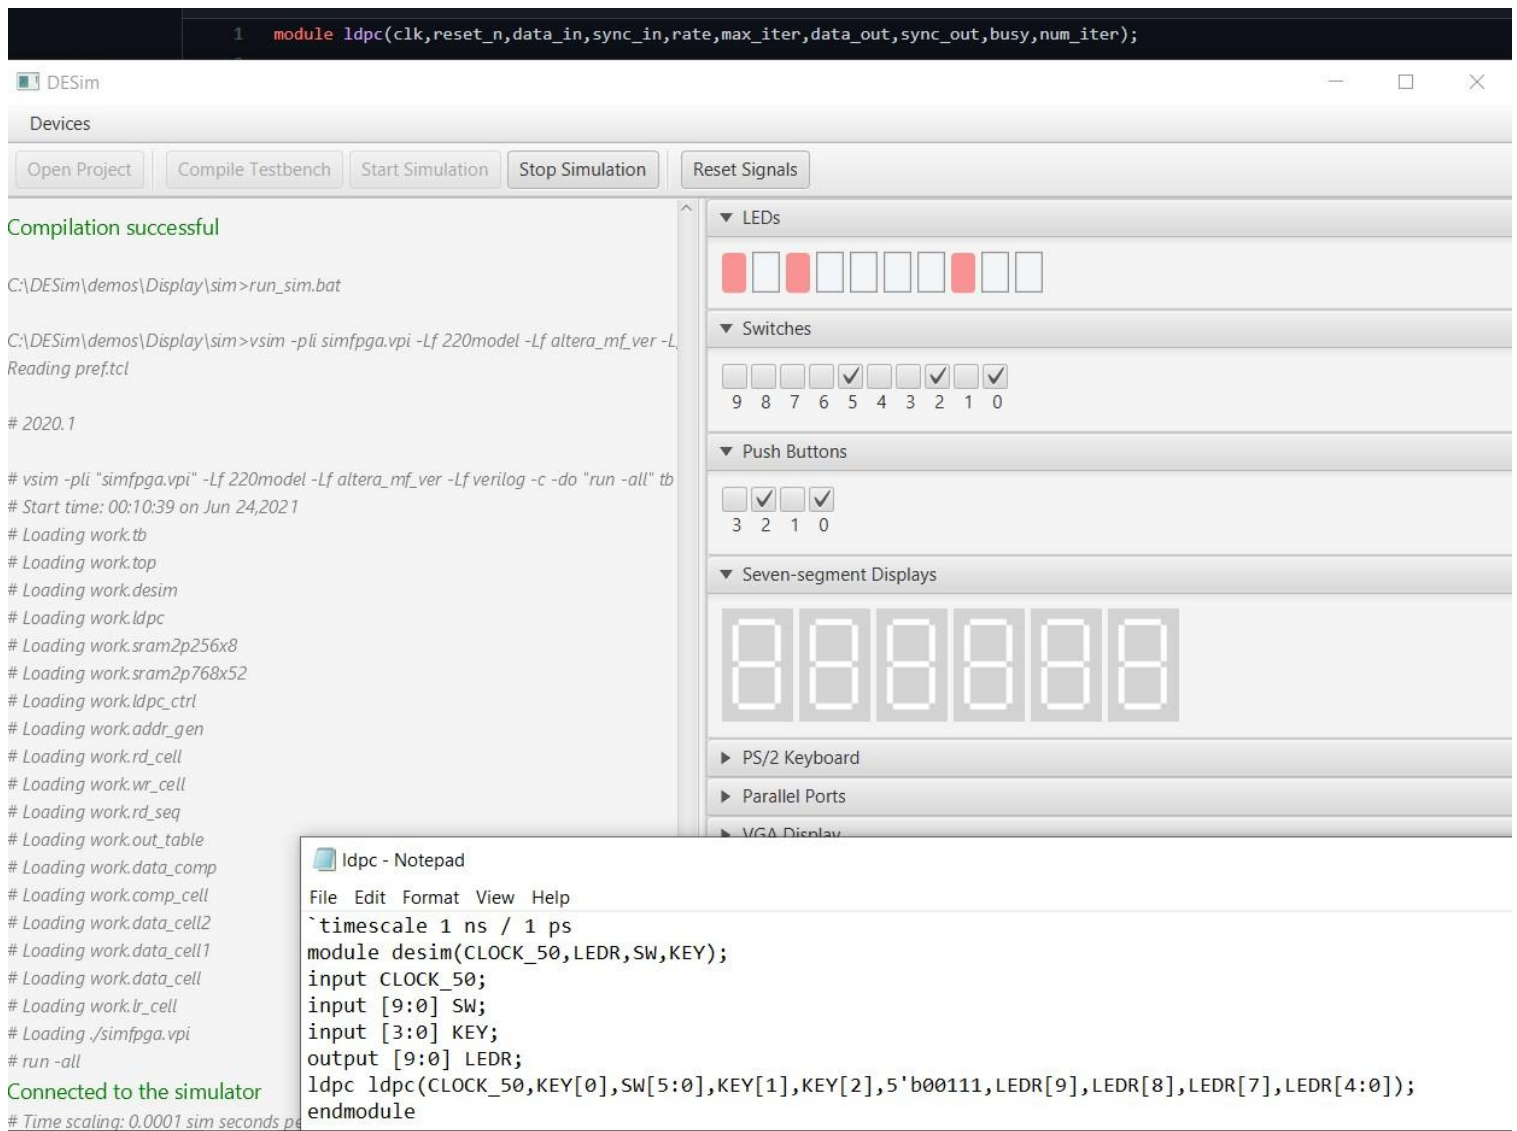 1 module ldpc(clk,reset_n,data_in,sync_in,rate,max_iter,data_out,sync_out,busy,num_iter);
DESim
Devices
Open Project Compile Testbench Start Simulation Stop Simulation Reset Signals
Compilation successful
C:\DESim\demos\Display\sim>run_sim.bat
C:\DESim\demos\Display\sim>vsim -pli simfpga.vpi -Lf 220model -Lf altera_mf_ver -L
Reading pref.tcl
# 2020.1
# vsim -pli "simfpga.vpi" -Lf 220model -Lf altera_mf_ver -Lf verilog -c -do "run -all" tb
# Start time: 00:10:39 on Jun 24,2021
# Loading work.tb
# Loading work.top
# Loading work.desim
# Loading work.ldpc
# Loading work.sram2p256x8
# Loading work.sram2p768x52
# Loading work.ldpc_ctrl
# Loading work.addr_gen
# Loading work.rd_cell
# Loading work.wr_cell
# Loading work.rd_seq
# Loading work.out_table
# Loading work.data_comp
# Loading work.comp_cell
# Loading work.data_cell2
# Loading work.data_cell1
# Loading work.data_cell
# Loading work.lr_cell
# Loading ./simfpga.vpi
# run -all
Connected to the simulator
# Time scaling: 0.0001 sim seconds pe
LEDs
Switches
9 8 7 6 5 4 3 2 1 0
Push Buttons
3 2 1 0
Seven-segment Displays
PS/2 Keyboard
Parallel Ports
VGA Display
ldpc - Notepad
File Edit Format View Help
`timescale 1 ns / 1 ps
module desim(CLOCK_50,LEDR,SW,KEY);
input CLOCK_50;
input [9:0] SW;
input [3:0] KEY;
output [9:0] LEDR;
ldpc ldpc(CLOCK_50,KEY[0],SW[5:0],KEY[1],KEY[2],5'b00111,LEDR[9],LEDR[8],LEDR[7],LEDR[4:0]);
endmodule